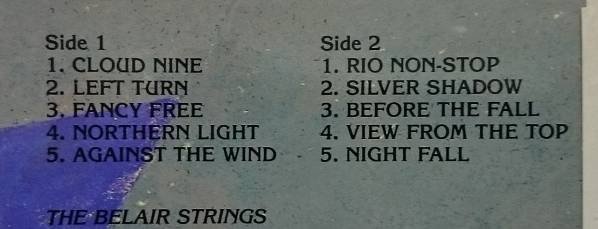 Side 1
1. CLOUD NINE
2. LEFT TURN
3. FANCY FREE
4. NORTHERN LIGHT
5. AGAINST THE WIND
Side 2
1. RIO NON-STOP
2. SILVER SHADOW
3. BEFORE THE FALL
4. VIEW FROM THE TOP
5. NIGHT FALL
THE BELAIR STRINGS